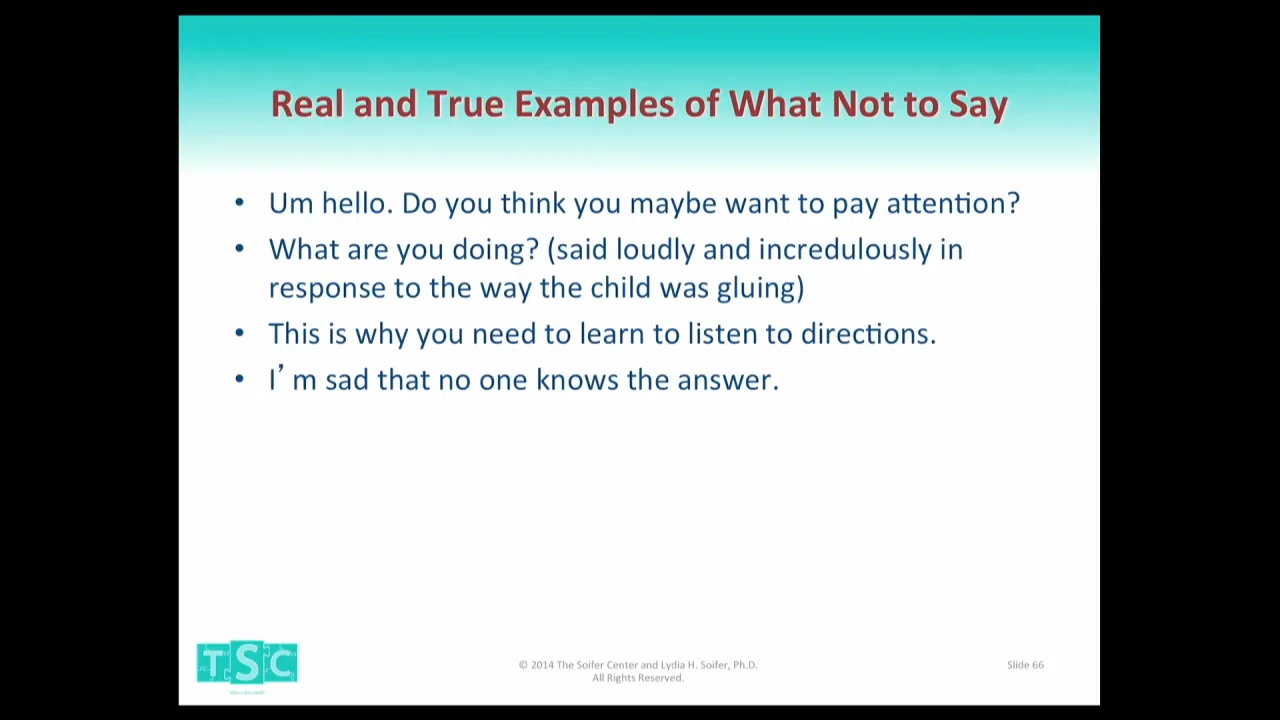 Real and True Examples of What Not to Say
• Um hello. Do you think you maybe want to pay attention?
• What are you doing? (said loudly and incredulously in
response to the way the child was gluing)
• This is why you need to learn to listen to directions.
• I’m sad that no one knows the answer.
TSC
© 2014 The Soifer Center and Lydia H. Soifer, Ph.D.
All Rights Reserved.
Slide 66